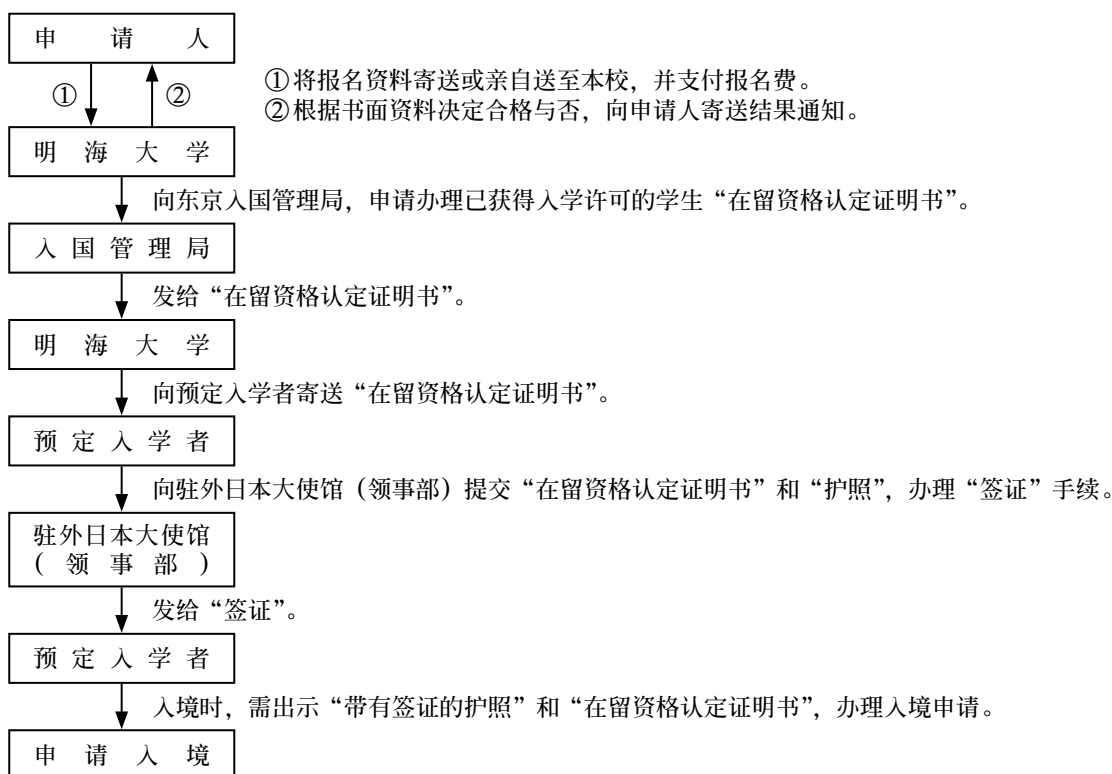 申请人
①将报名资料寄送或亲自送至本校，并支付报名费。
① ②
②根据书面资料决定合格与否，向申请人寄送结果通知。
明海大学
向东京入国管理局，申请办理已获得入学许可的学生“在留资格认定证明书”。
入国管理局
发给“在留资格认定证明书”。
明海大学
向预定入学者寄送“在留资格认定证明书”。
预定入学者
向驻外日本大使馆（领事部）提交“在留资格认定证明书”和“护照”，办理“签证”手续。
驻外日本大使馆
(领事部)
发给“签证”。
预定入学者
入境时，需出示“带有签证的护照”和“在留资格认定证明书”，办理入境申请。
申请入境